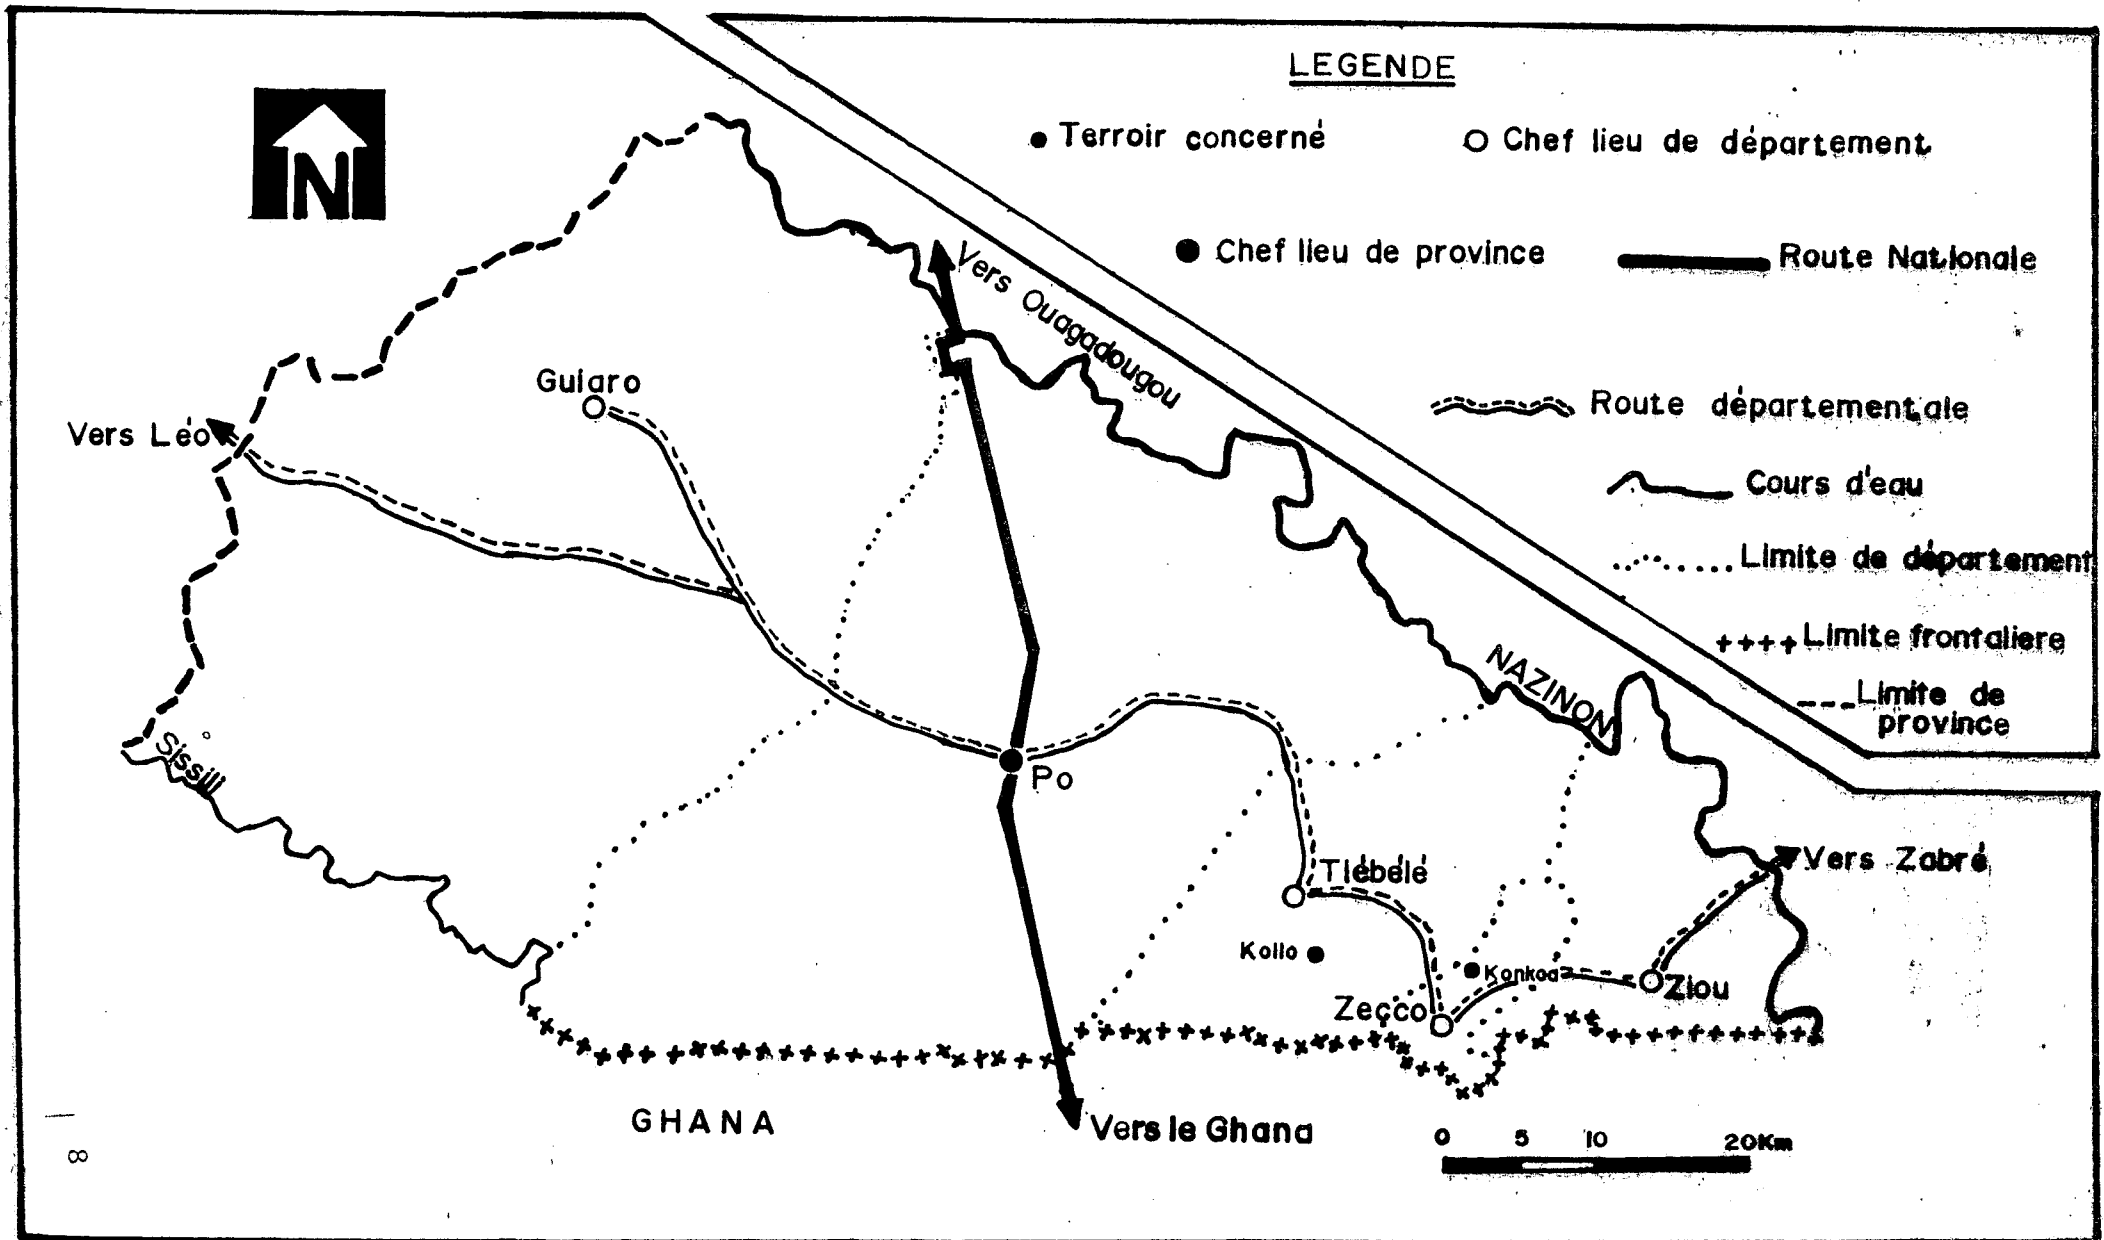 LEGENDE
Terroir concerné
Chef lieu de département
Chef lieu de province
Route Nationale
Route départementale
Cours d'eau
Limite de département
++++ Limite frontaliere
Limite de
province
N
Vers Ouagadougou
Guiaro
Vers Léo
NAZINON
Sissili
Po
Tiébélé
Vers Zabré
Kollo
Konkoa
Zecco
Ziou
GHANA
Vers le Ghana
0 5 10 20Km
8